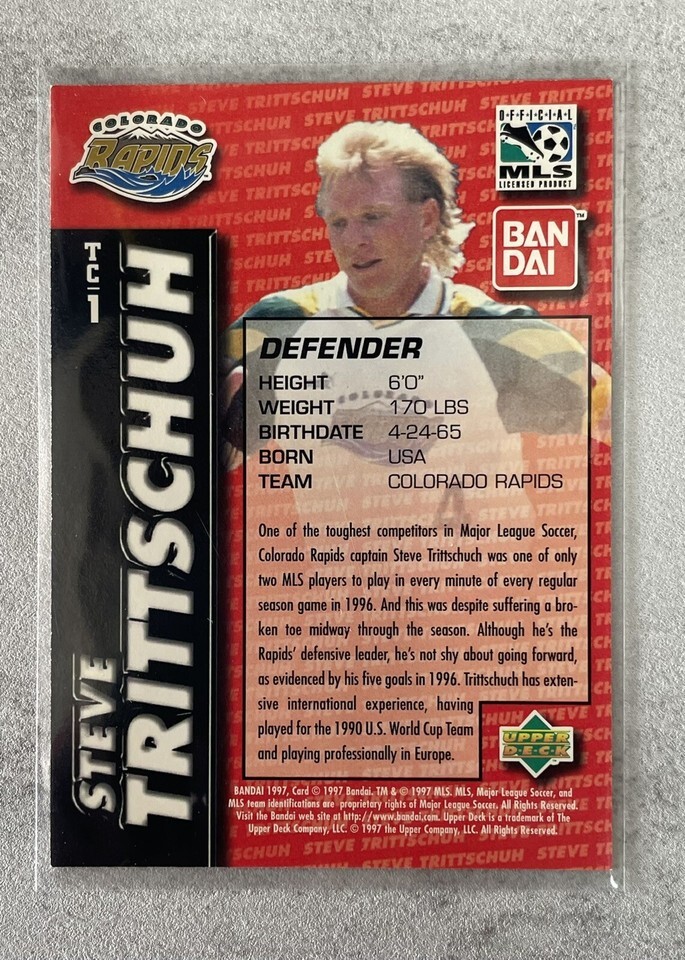 COLORADO
RAPIDS
OFFICIAL
MLS
LICENSED PRODUCT
BAN
DAI
™
TC-1
STEVE
TRITTSCHUH
DEFENDER
HEIGHT 6'0"
WEIGHT 170 LBS
BIRTHDATE 4-24-65
BORN USA
TEAM COLORADO RAPIDS
One of the toughest competitors in Major League Soccer,
Colorado Rapids captain Steve Trittschuch was one of only
two MLS players to play in every minute of every regular
season game in 1996. And this was despite suffering a bro-
ken toe midway through the season. Although he's the
Rapids' defensive leader, he's not shy about going forward,
as evidenced by his five goals in 1996. Trittschuch has exten-
sive international experience, having
played for the 1990 U.S. World Cup Team
and playing professionally in Europe.
UPPER
DECK
BANDAI 1997, Card © 1997 Bandai. TM & © 1997 MLS. MLS, Major League Soccer, and
MLS team identifications are proprietary rights of Major League Soccer. All Rights Reserved.
Visit the Bandai web site at http://www.bandai.com. Upper Deck is a trademark of The
Upper Deck Company, LLC. © 1997 the Upper Company, LLC. All Rights Reserved.
STEVE TRITTSCHUH